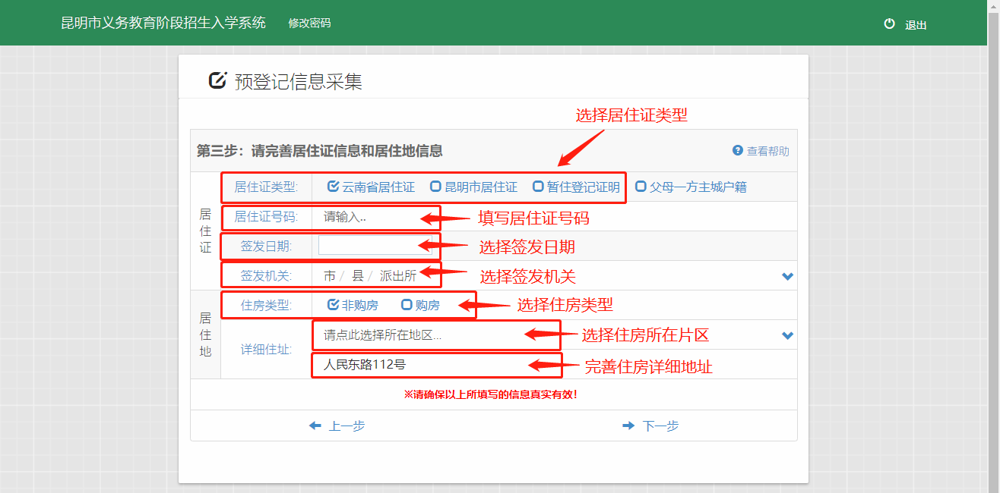 昆明市义务教育阶段招生入学系统 修改密码 退出
预登记信息采集
选择居住证类型
第三步：请完善居住证信息和居住地信息 查看帮助
居住证
居住证类型: 云南省居住证 昆明市居住证 暂住登记证明 父母一方主城户籍
居住证号码: 请输入.. 填写居住证号码
签发日期: 选择签发日期
签发机关: 市 / 县 / 派出所 选择签发机关
居住地
住房类型: 非购房 购房 选择住房类型
详细住址: 请点此选择所在地区... 选择住房所在片区
人民东路112号 完善住房详细地址
※请确保以上所填写的信息真实有效！
上一步 下一步